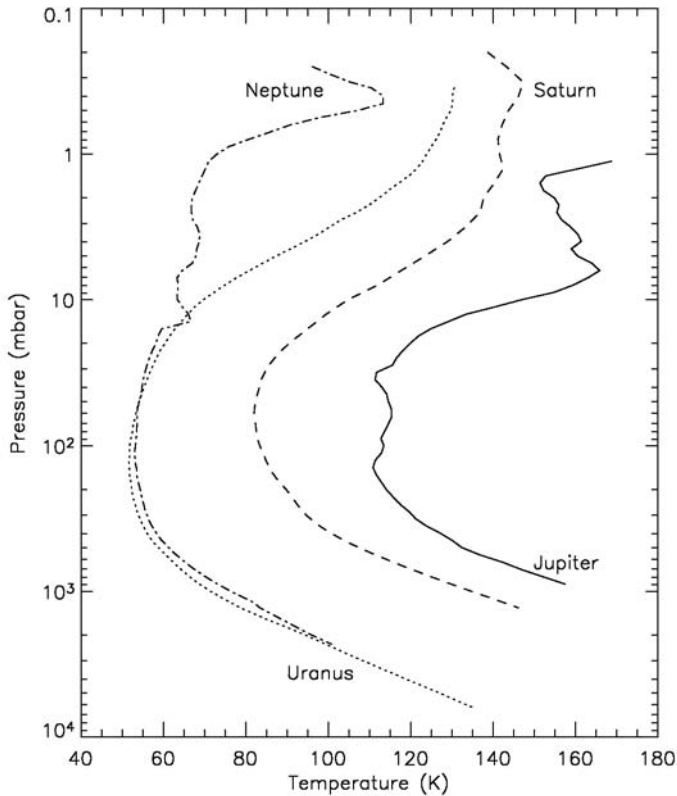 0.1
Neptune
Saturn
1
10
Pressure (mbar)
10²
Jupiter
10³
Uranus
10⁴
40 60 80 100 120 140 160 180
Temperature (K)